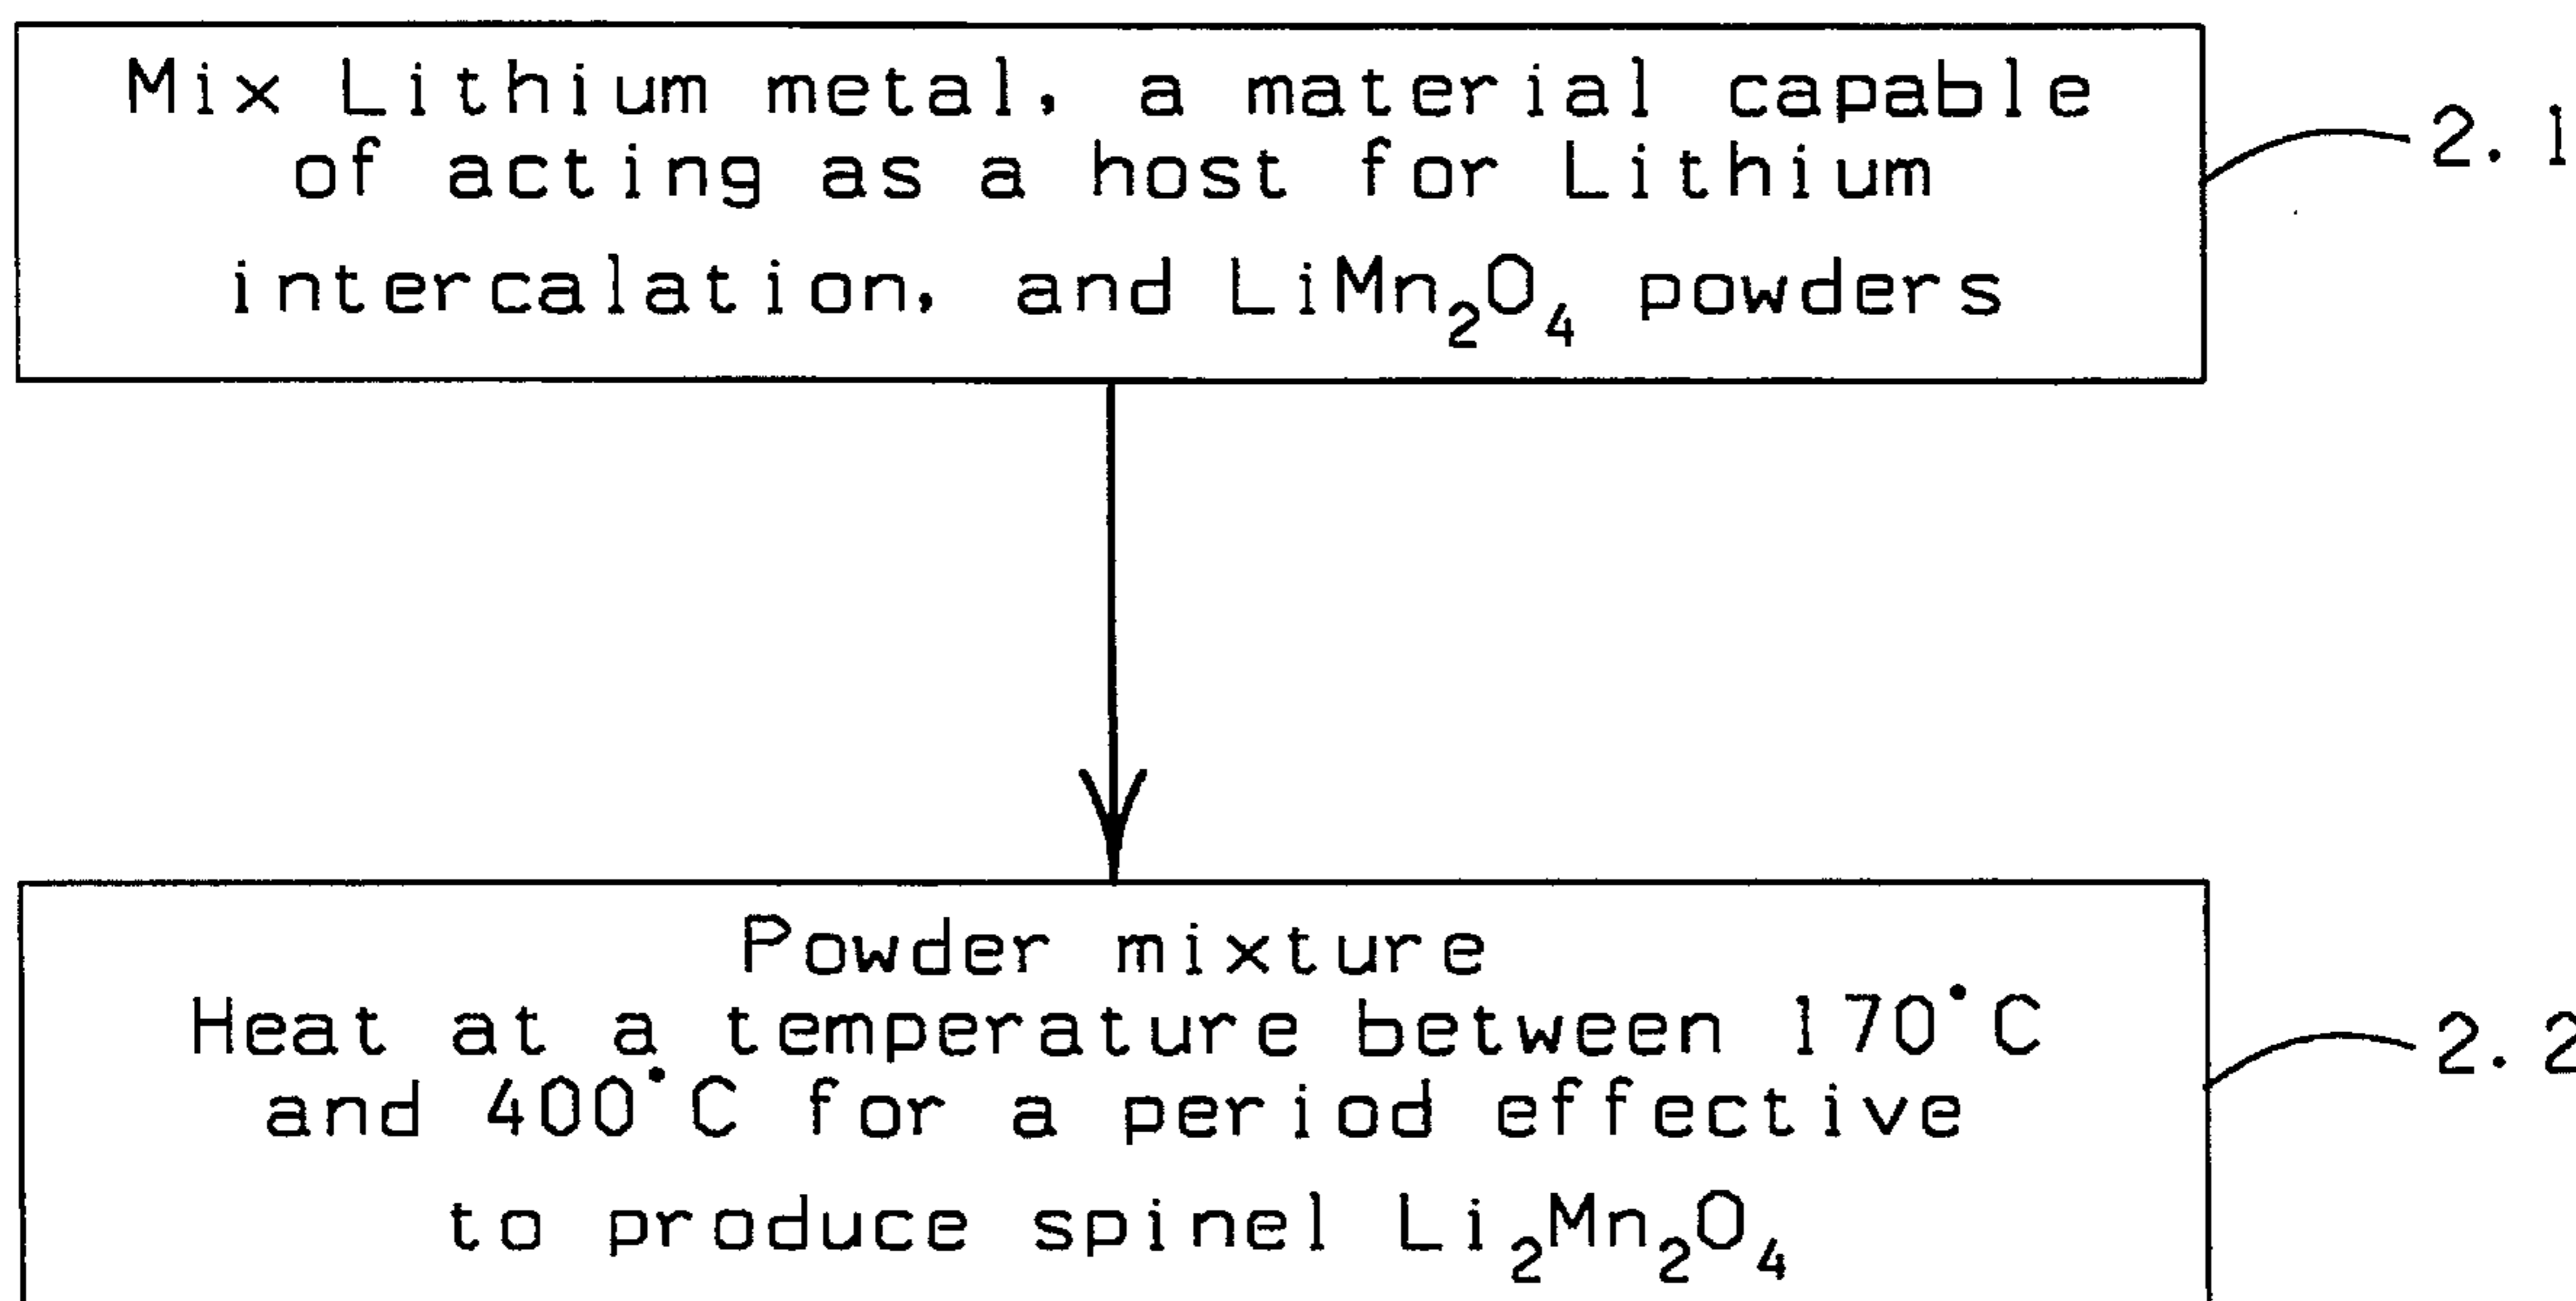 Mix Lithium metal, a material capable
of acting as a host for Lithium
intercalation, and LiMn₂O₄ powders
2.1
Powder mixture
Heat at a temperature between 170°C
and 400°C for a period effective
to produce spinel Li₂Mn₂O₄
2.2